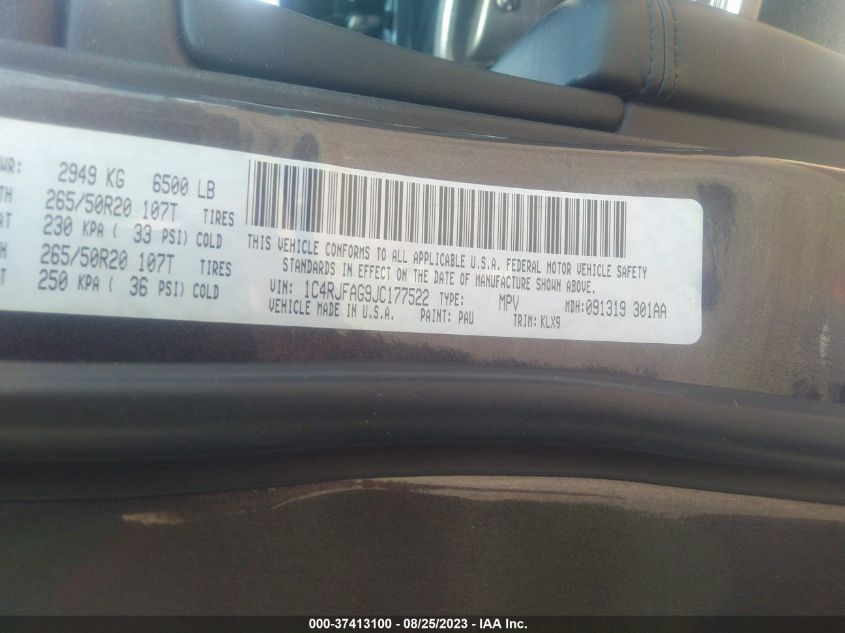 WR: 2949 KG 6500 LB
TH 265/50R20 107T TIRES
AT 230 KPA ( 33 PSI) COLD
H 265/50R20 107T TIRES
T 250 KPA ( 36 PSI) COLD
THIS VEHICLE CONFORMS TO ALL APPLICABLE U.S.A. FEDERAL MOTOR VEHICLE SAFETY
STANDARDS IN EFFECT ON THE DATE OF MANUFACTURE SHOWN ABOVE.
VIN: 1C4RJFAG9JC177522 TYPE: MPV MDH:091319 301AA
VEHICLE MADE IN U.S.A. PAINT: PAU TRIM: KLX9
000-37413100 - 08/25/2023 - IAA Inc.